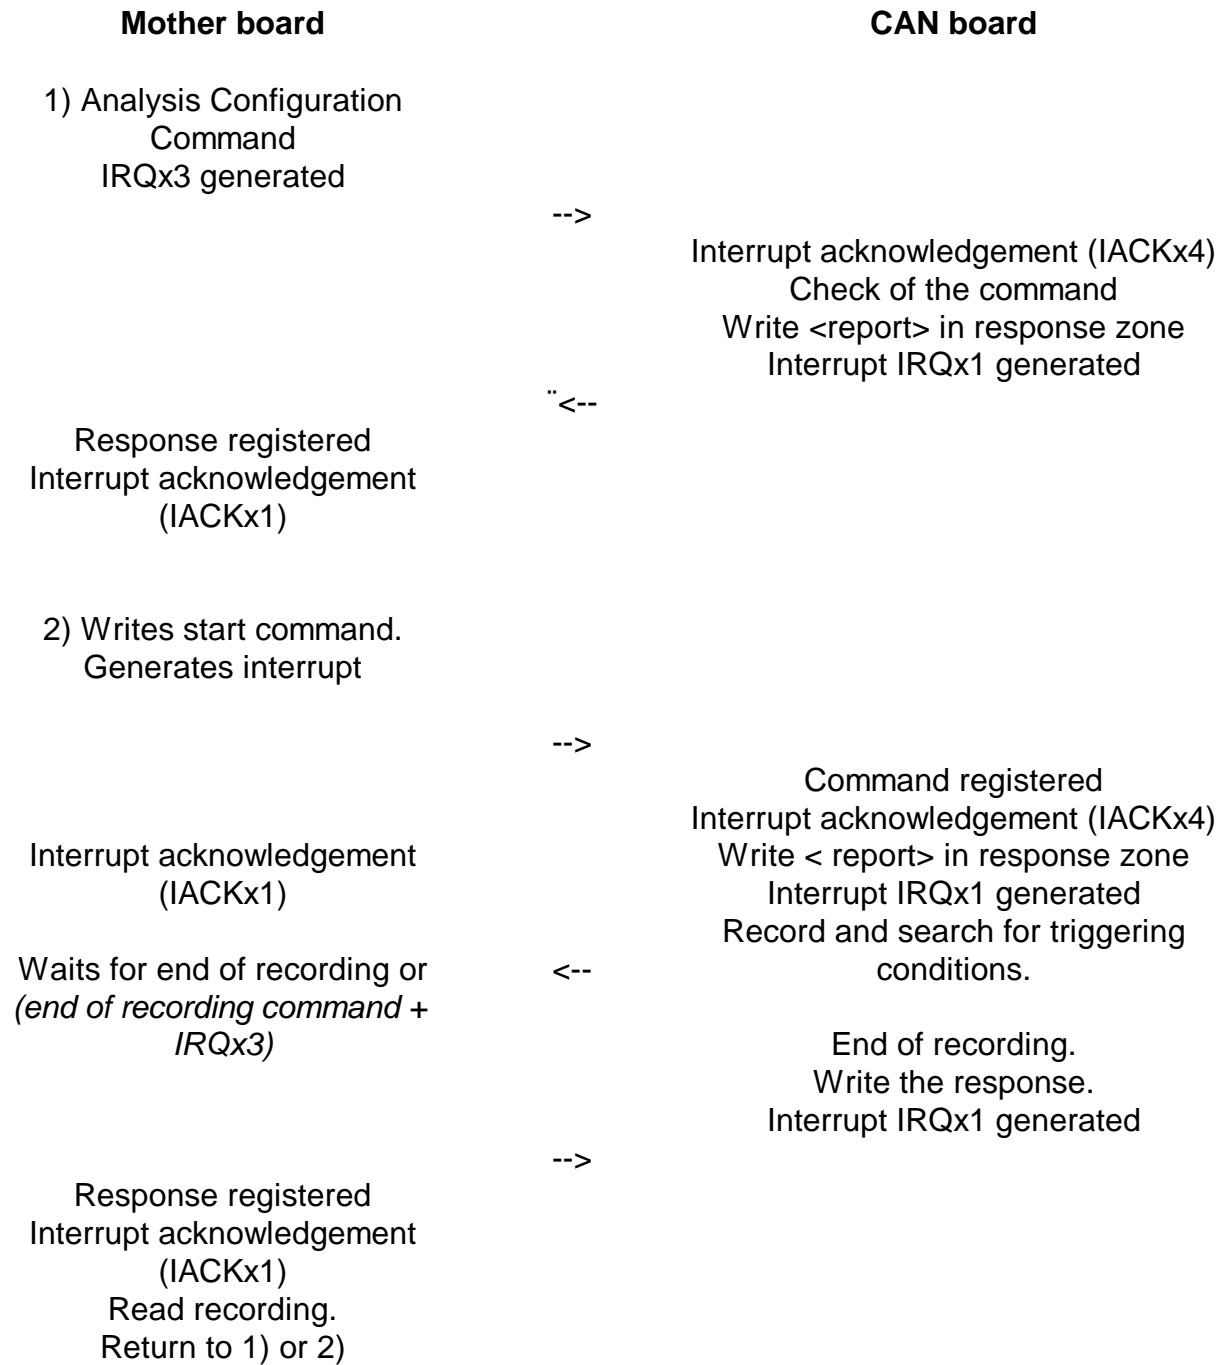 Mother board
CAN board
1) Analysis Configuration
Command
IRQx3 generated
-->
Interrupt acknowledgement (IACKx4)
Check of the command
Write <report> in response zone
Interrupt IRQx1 generated
¨<--
Response registered
Interrupt acknowledgement
(IACKx1)
2) Writes start command.
Generates interrupt
-->
Command registered
Interrupt acknowledgement (IACKx4)
Interrupt acknowledgement
(IACKx1)
Write < report> in response zone
Interrupt IRQx1 generated
Record and search for triggering
conditions.
Waits for end of recording or
(end of recording command +
IRQx3)
<--
End of recording.
Write the response.
Interrupt IRQx1 generated
-->
Response registered
Interrupt acknowledgement
(IACKx1)
Read recording.
Return to 1) or 2)